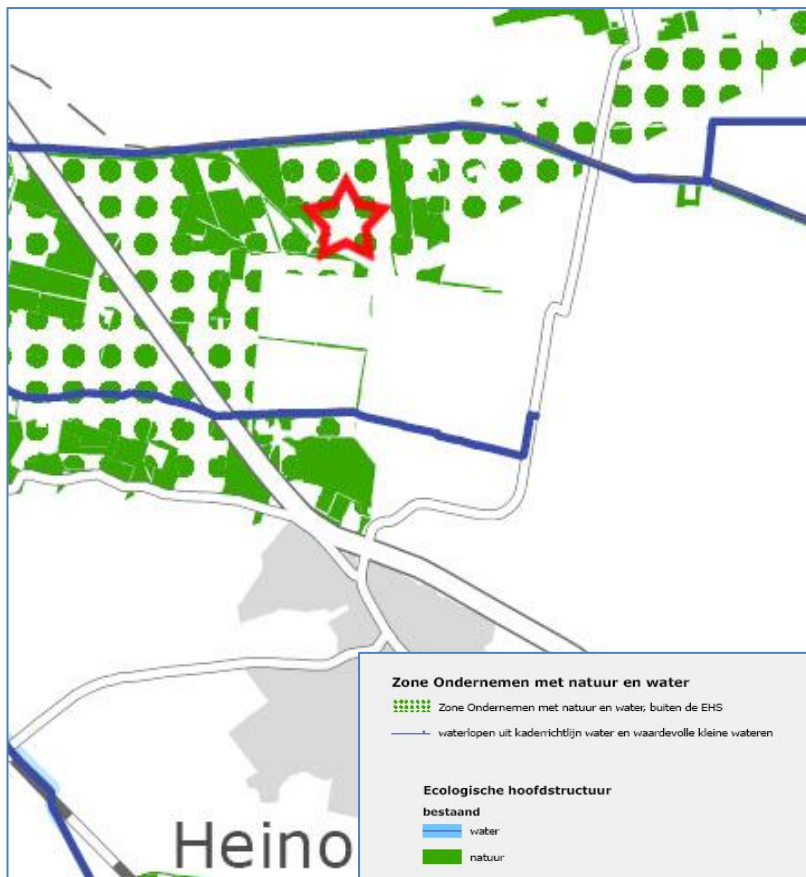 Heino
Zone Ondernemen met natuur en water
Zone Ondernemen met natuur en water, buiten de EHS
waterlopen uit kaderrichtlijn water en waardevolle kleine wateren
Ecologische hoofdstructuur
bestaand
water
natuur